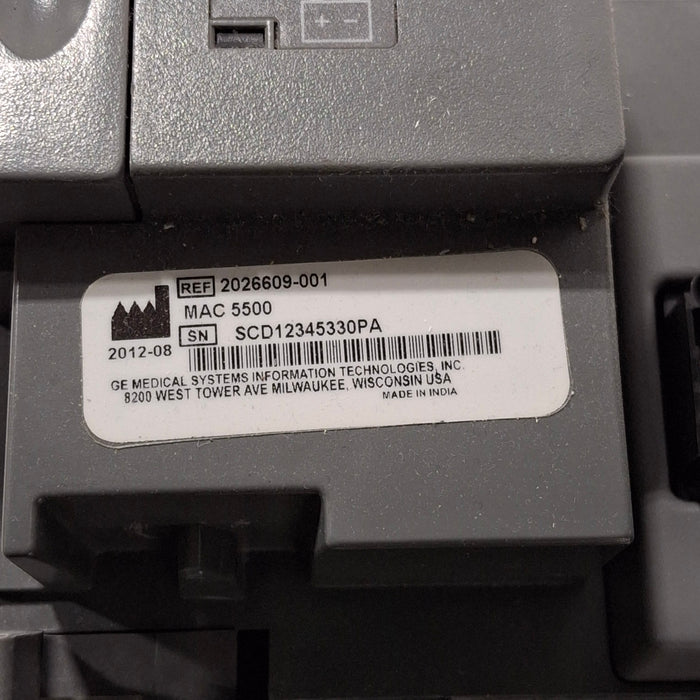 REF 2026609-001
MAC 5500
SN SCD12345330PA
2012-08
GE MEDICAL SYSTEMS INFORMATION TECHNOLOGIES, INC.
8200 WEST TOWER AVE MILWAUKEE, WISCONSIN USA
MADE IN INDIA